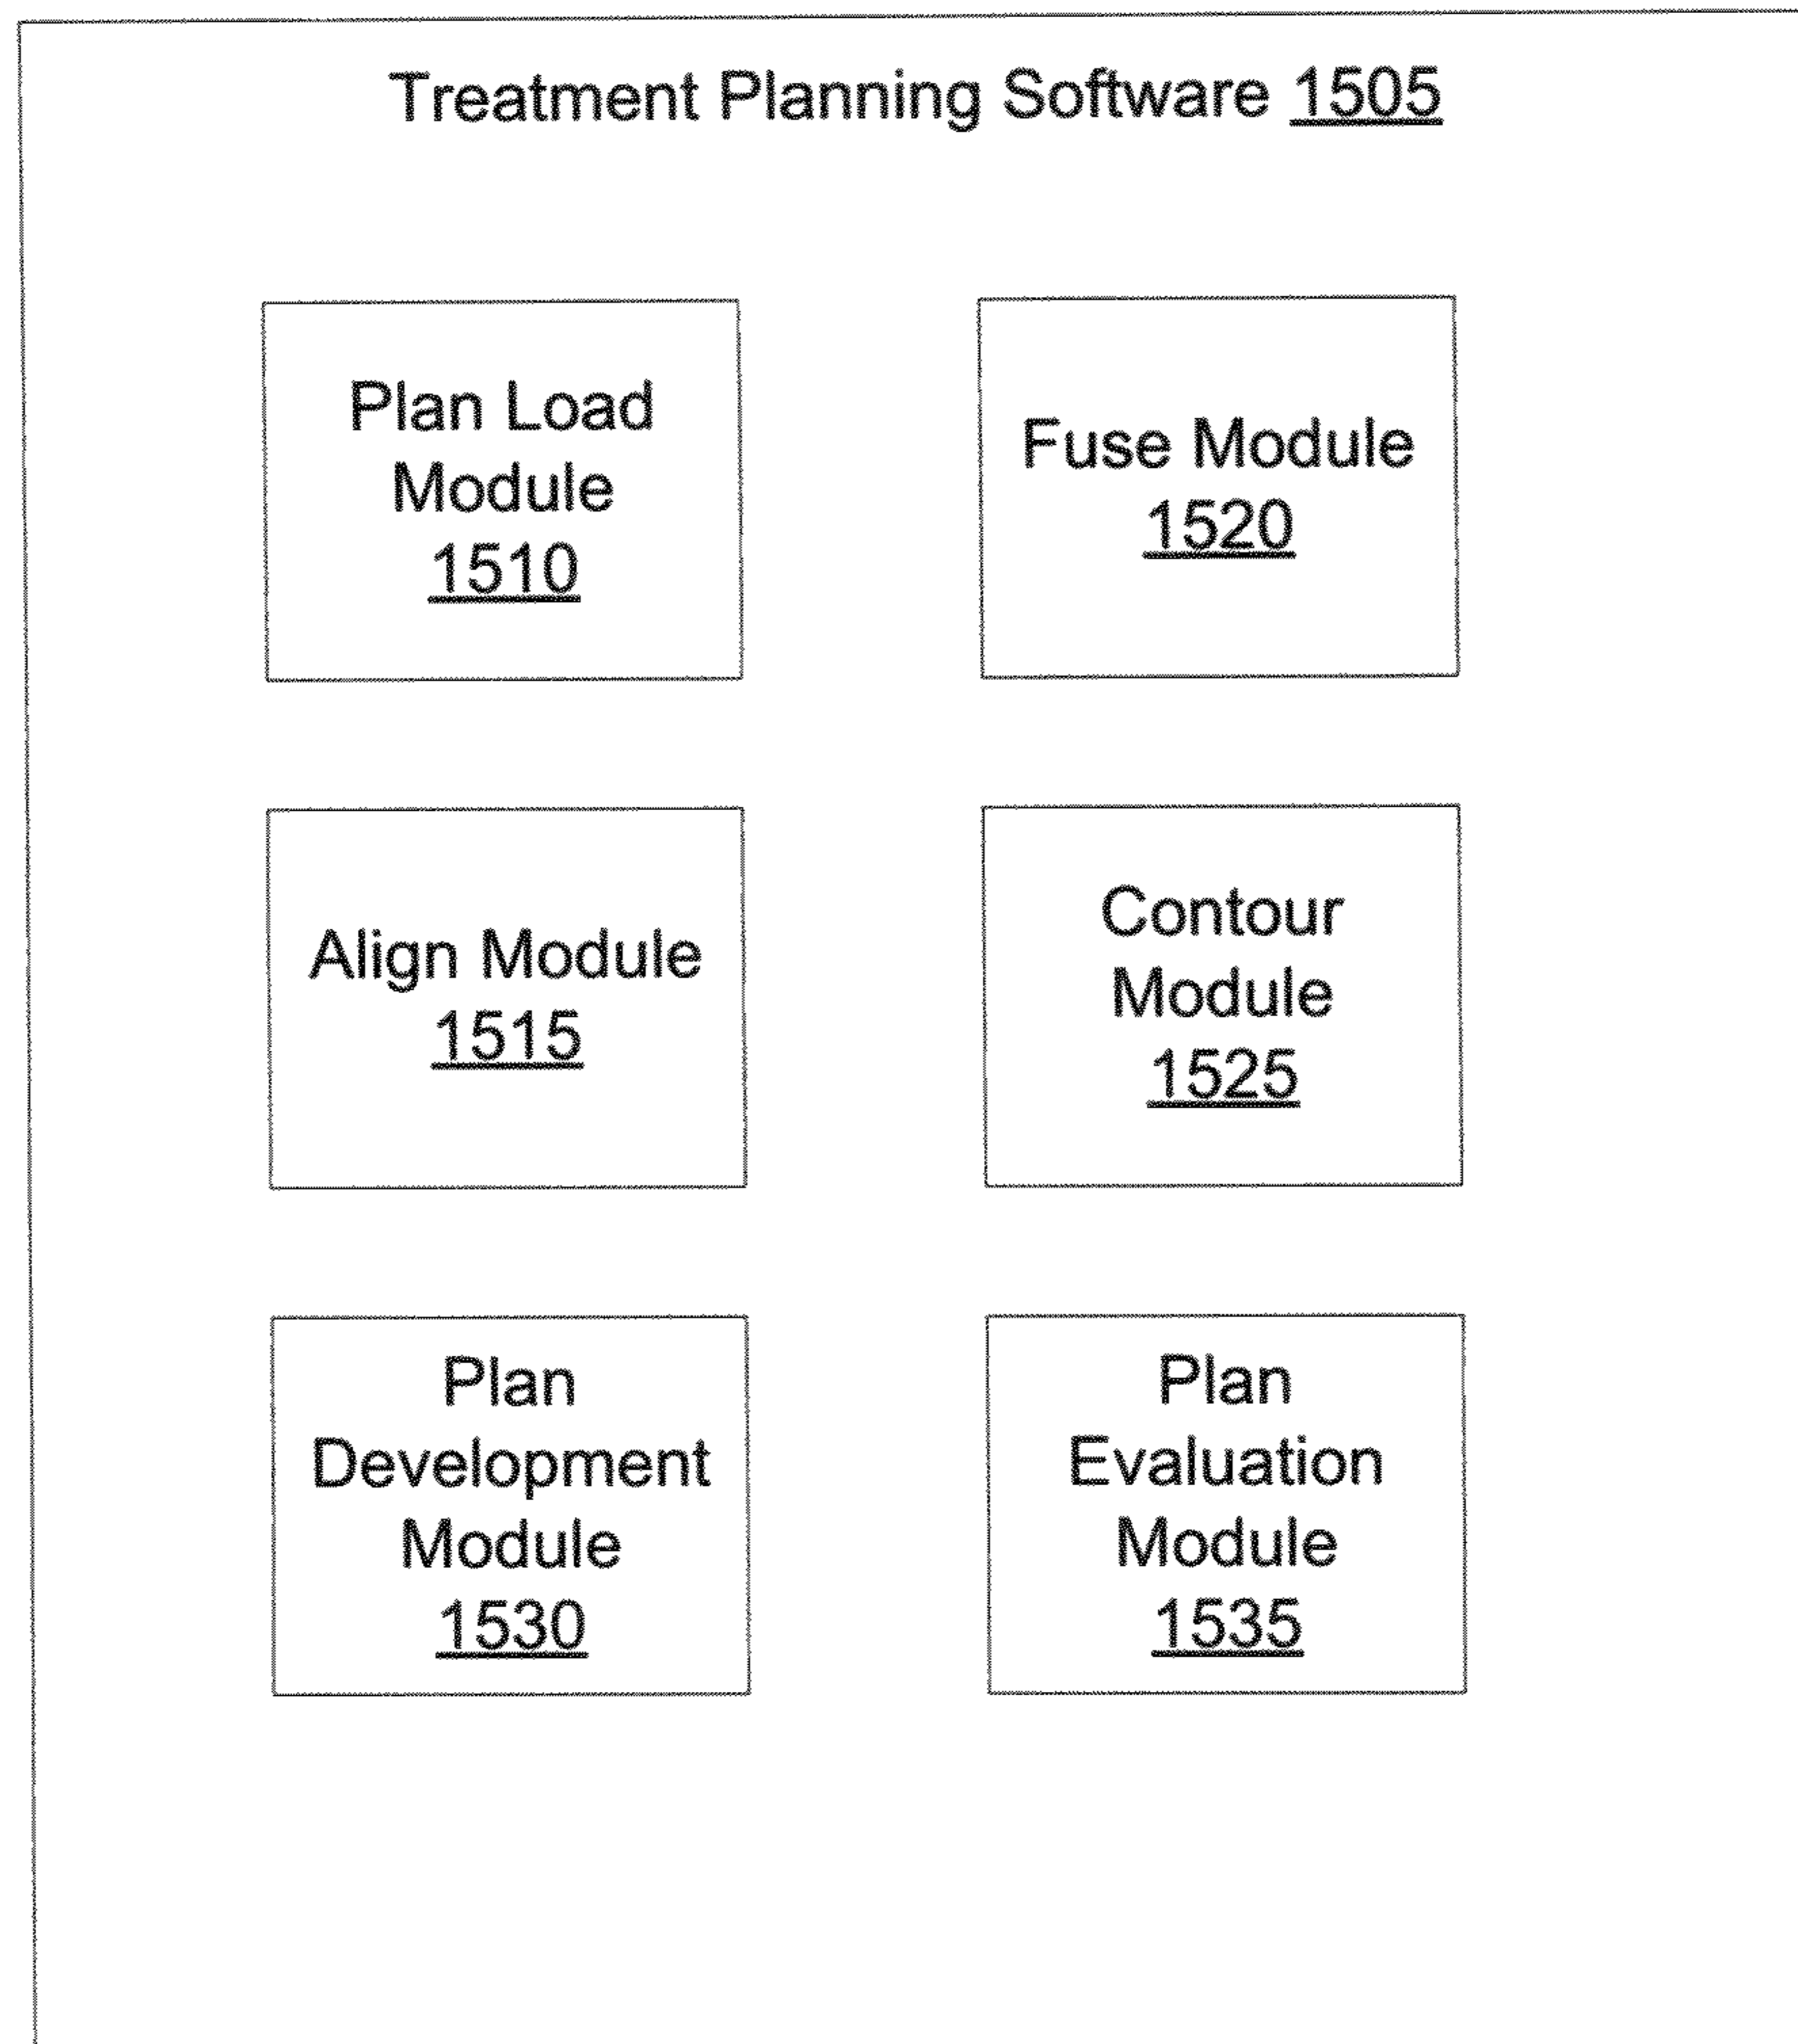 Treatment Planning Software 1505
Plan Load
Module
1510
Fuse Module
1520
Align Module
1515
Contour
Module
1525
Plan
Development
Module
1530
Plan
Evaluation
Module
1535